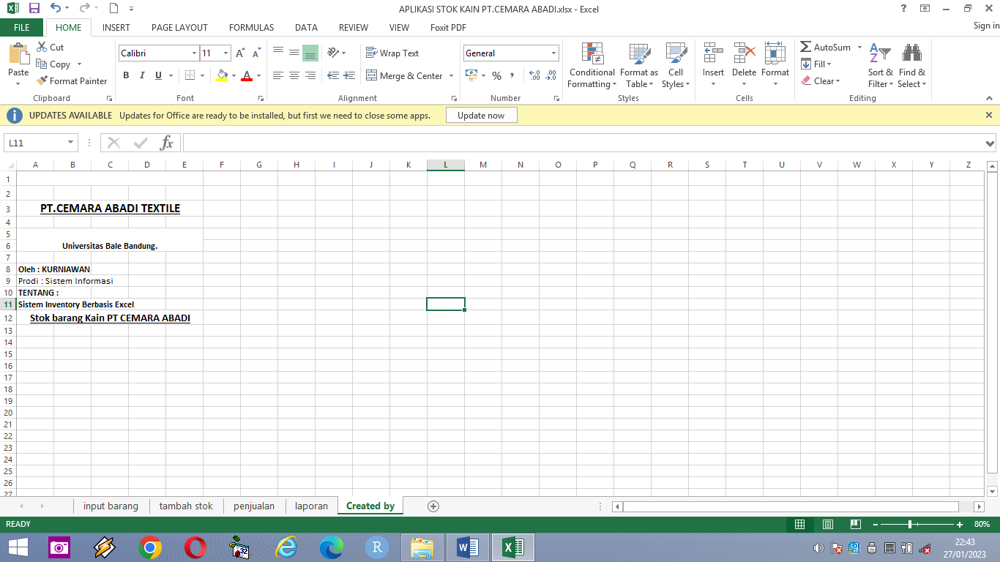 APLIKASI STOK KAIN PT.CEMARA ABADI.xlsx - Excel
FILE HOME INSERT PAGE LAYOUT FORMULAS DATA REVIEW VIEW Foxit PDF Sign in
Paste Cut Copy Format Painter
Calibri 11
B I U
Wrap Text
Merge & Center
General
Conditional Formatting
Format as Table
Cell Styles
Insert Delete Format
AutoSum
Fill
Clear
Sort & Filter
Find & Select
Clipboard Font Alignment Number Styles Cells Editing
UPDATES AVAILABLE Updates for Office are ready to be installed, but first we need to close some apps. Update now
L11 fx
A B C D E F G H I J K L M N O P Q R S T U V W X Y Z
1
2
3 PT.CEMARA ABADI TEXTILE
4
5
6 Universitas Bale Bandung.
7
8 Oleh : KURNIAWAN
9 Prodi : Sistem Informasi
10 TENTANG :
11 Sistem Inventory Berbasis Excel
12 Stok barang Kain PT CEMARA ABADI
13
14
15
16
17
18
19
20
21
22
23
24
25
26
27
input barang tambah stok penjualan laporan Created by
READY 80%
22:43
27/01/2023